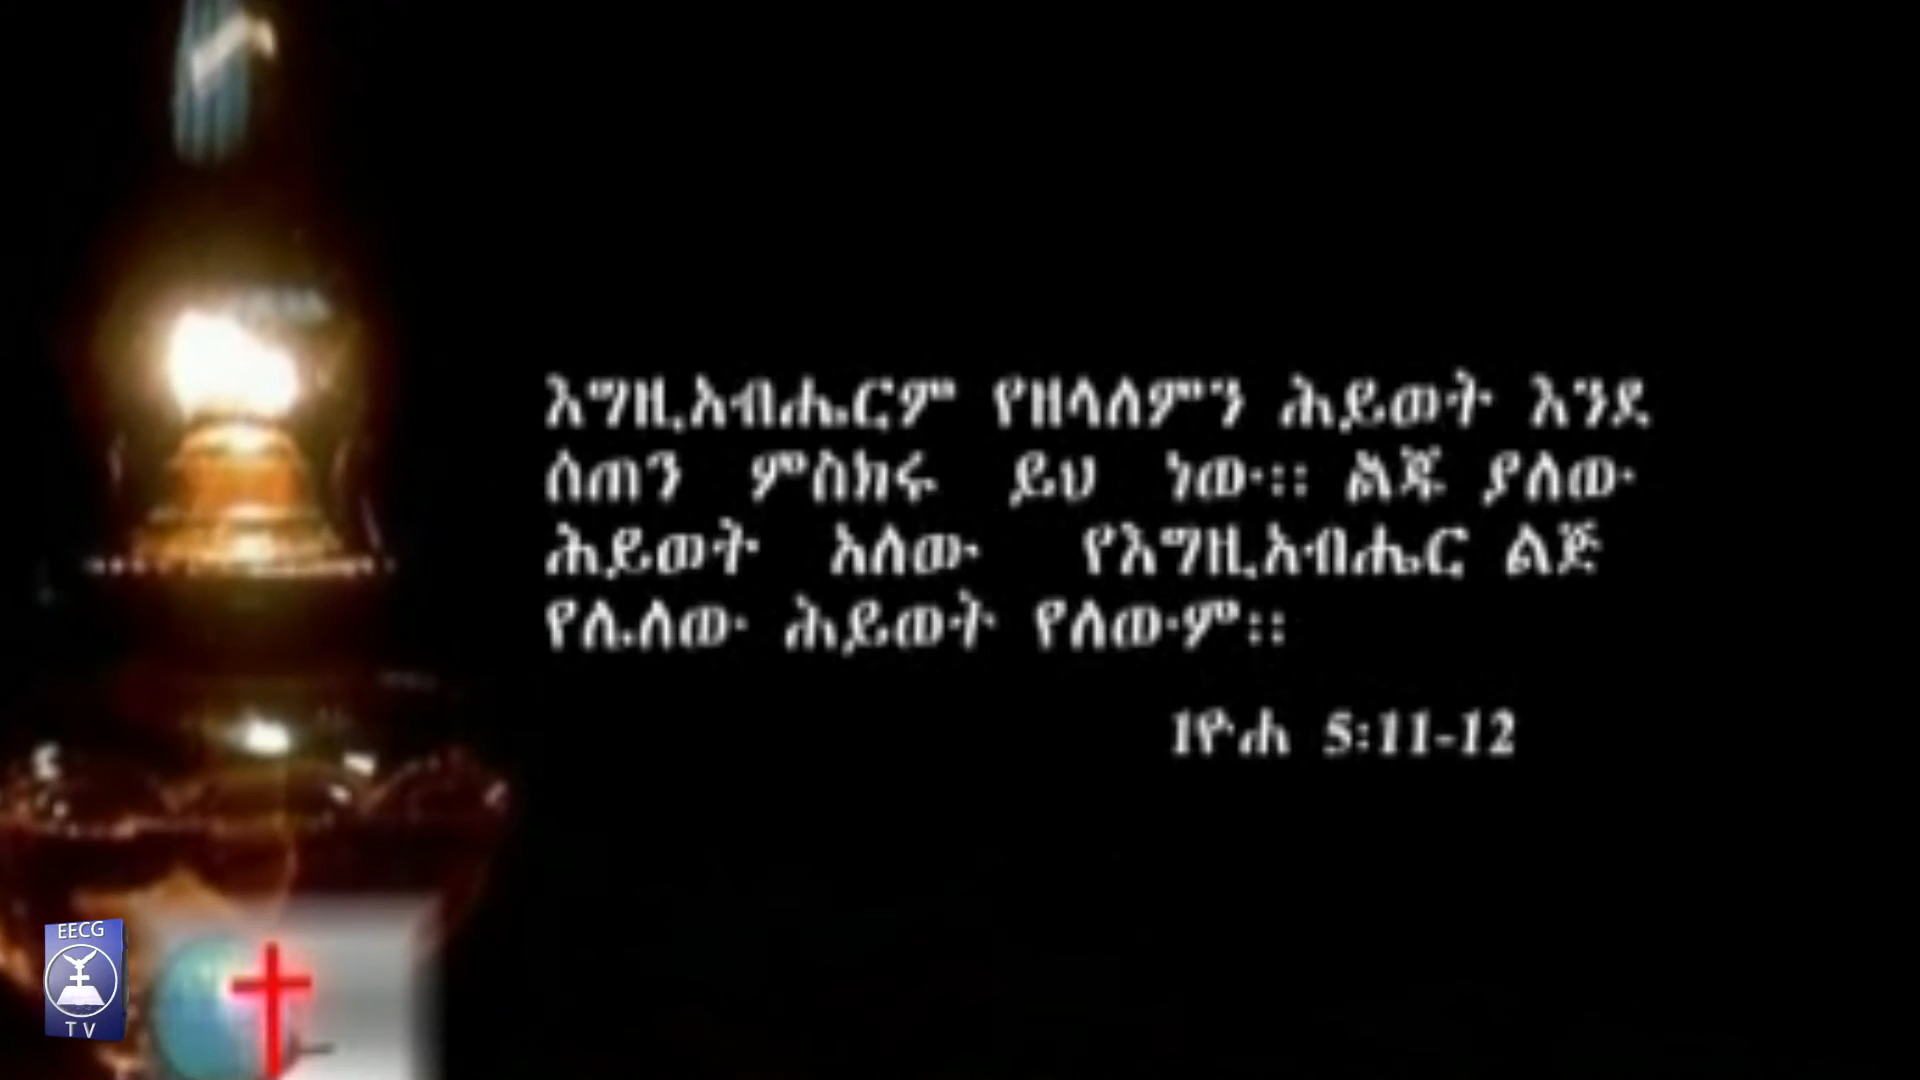 እግዚአብሔርም የዘላለምን ሕይወት እንደ
ሰጠን ምስክሩ ይህ ነው። ልጁ ያለው
ሕይወት አለው የእግዚአብሔር ልጅ
የሌለው ሕይወት የለውም።
1ዮሐ 5:11-12
EECG
TV